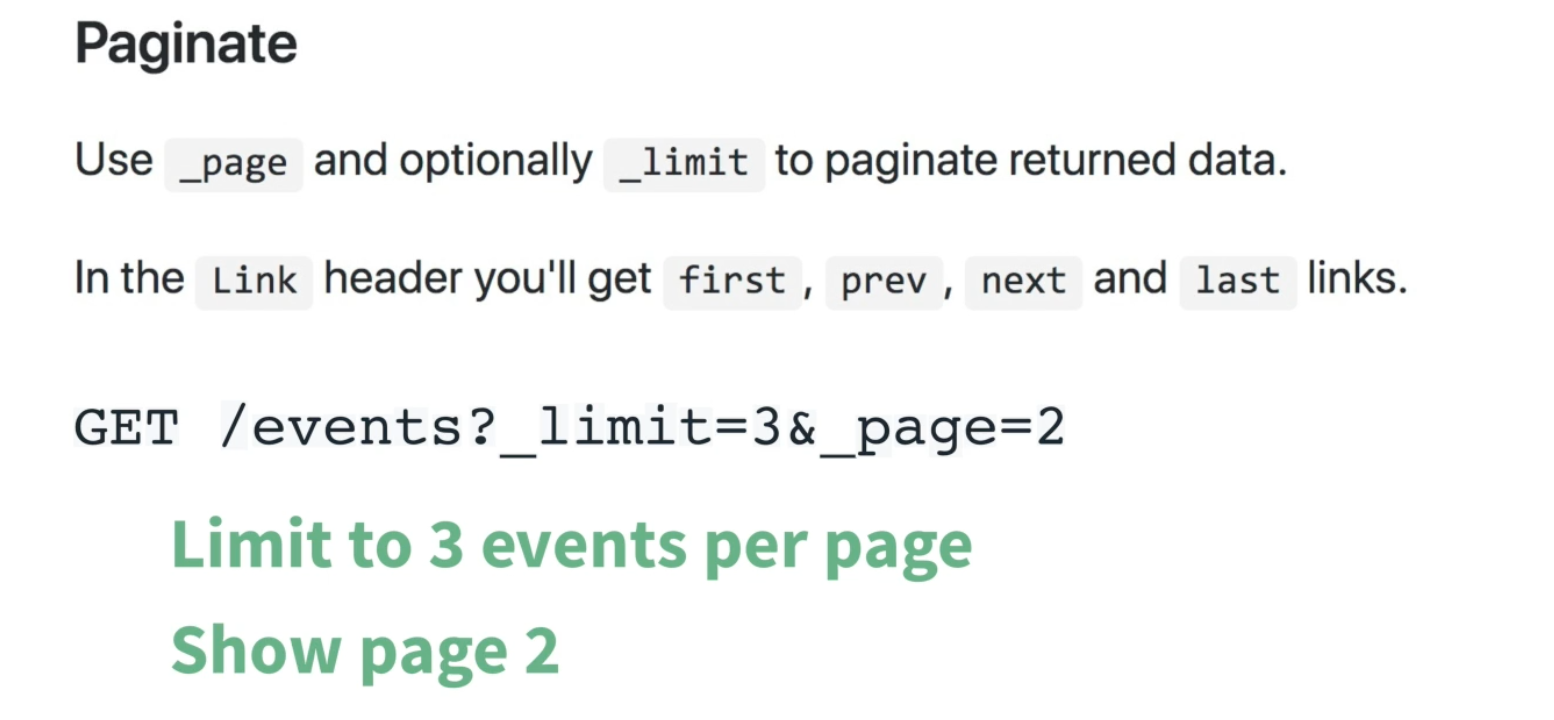 Paginate
Use _page and optionally _limit to paginate returned data.
In the Link header you'll get first, prev, next and last links.
GET /events?_limit=3&_page=2
Limit to 3 events per page
Show page 2